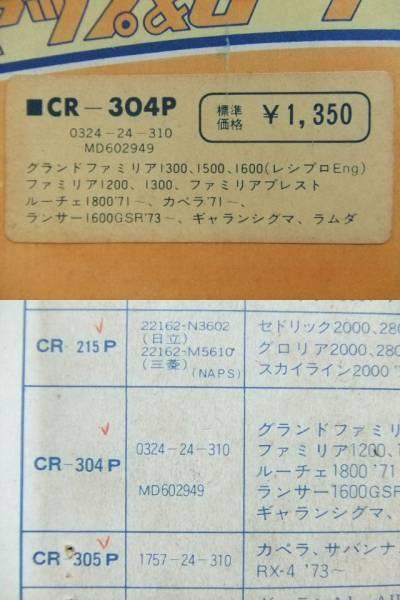 キャップ&ロー
■CR-304P
標準
価格
¥1,350
0324-24-310
MD602949
グランドファミリア1300、1500、1600(レシプロEng)
ファミリア1200、1300、ファミリアプレスト
ルーチェ1800'71〜、カペラ'71〜、
ランサー1600GSR'73〜、ギャランシグマ、ラムダ
CR-215P
22162-N3602
(日立)
22162-M5610
(三菱)(NAPS)
セドリック2000、280
グロリア2000、280
スカイライン2000'7
CR-304P
0324-24-310
MD602949
グランドファミリ
ファミリア1200、1
ルーチェ1800'71
ランサー1600GSR
ギャランシグマ、
CR-305P
1757-24-310
カペラ、サバンナ
RX-4 '73〜